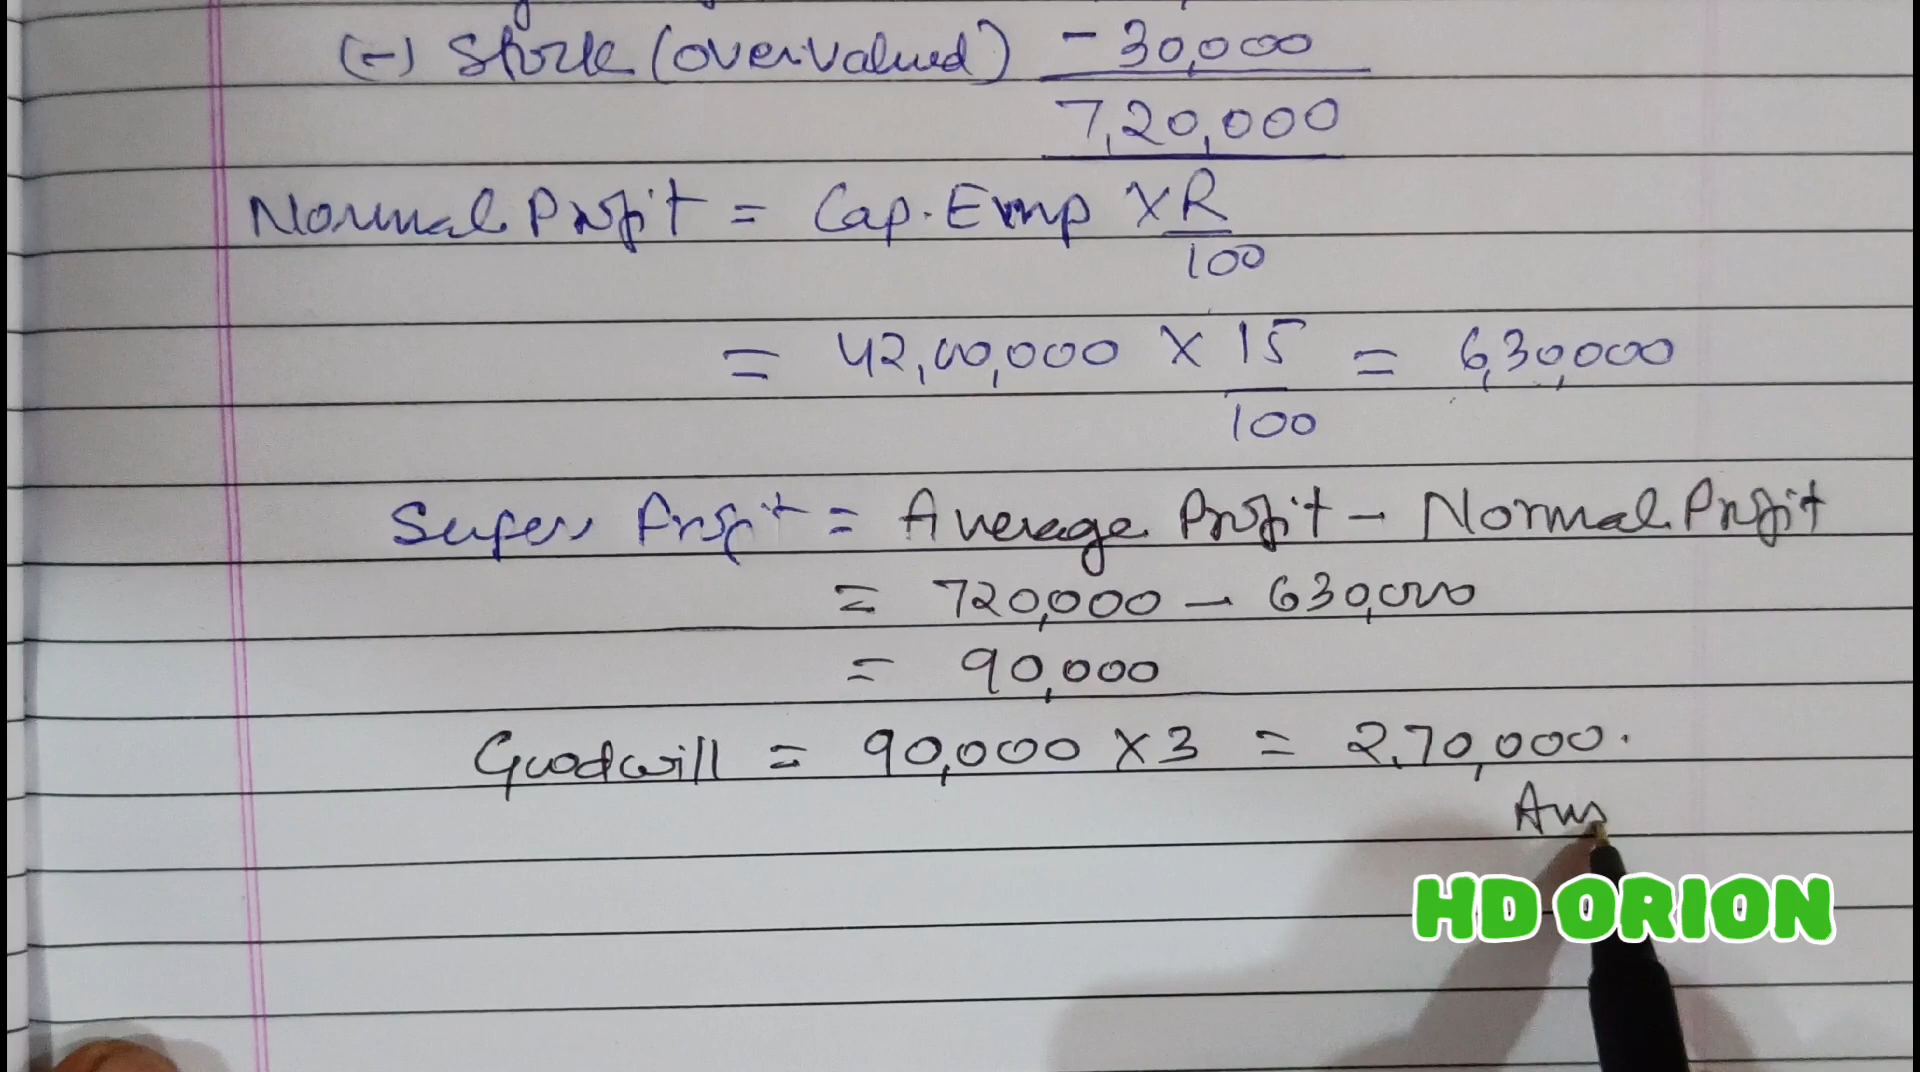 (-) Stock (overvalued) - 30,000
7,20,000
Normal Profit = Cap. Emp X R
100
= 42,00,000 X 15 = 6,30,000
100
Super Profit = Average Profit - Normal Profit
= 720,000 - 630,000
= 90,000
Goodwill = 90,000 X 3 = 2,70,000.
Ans
HD ORION